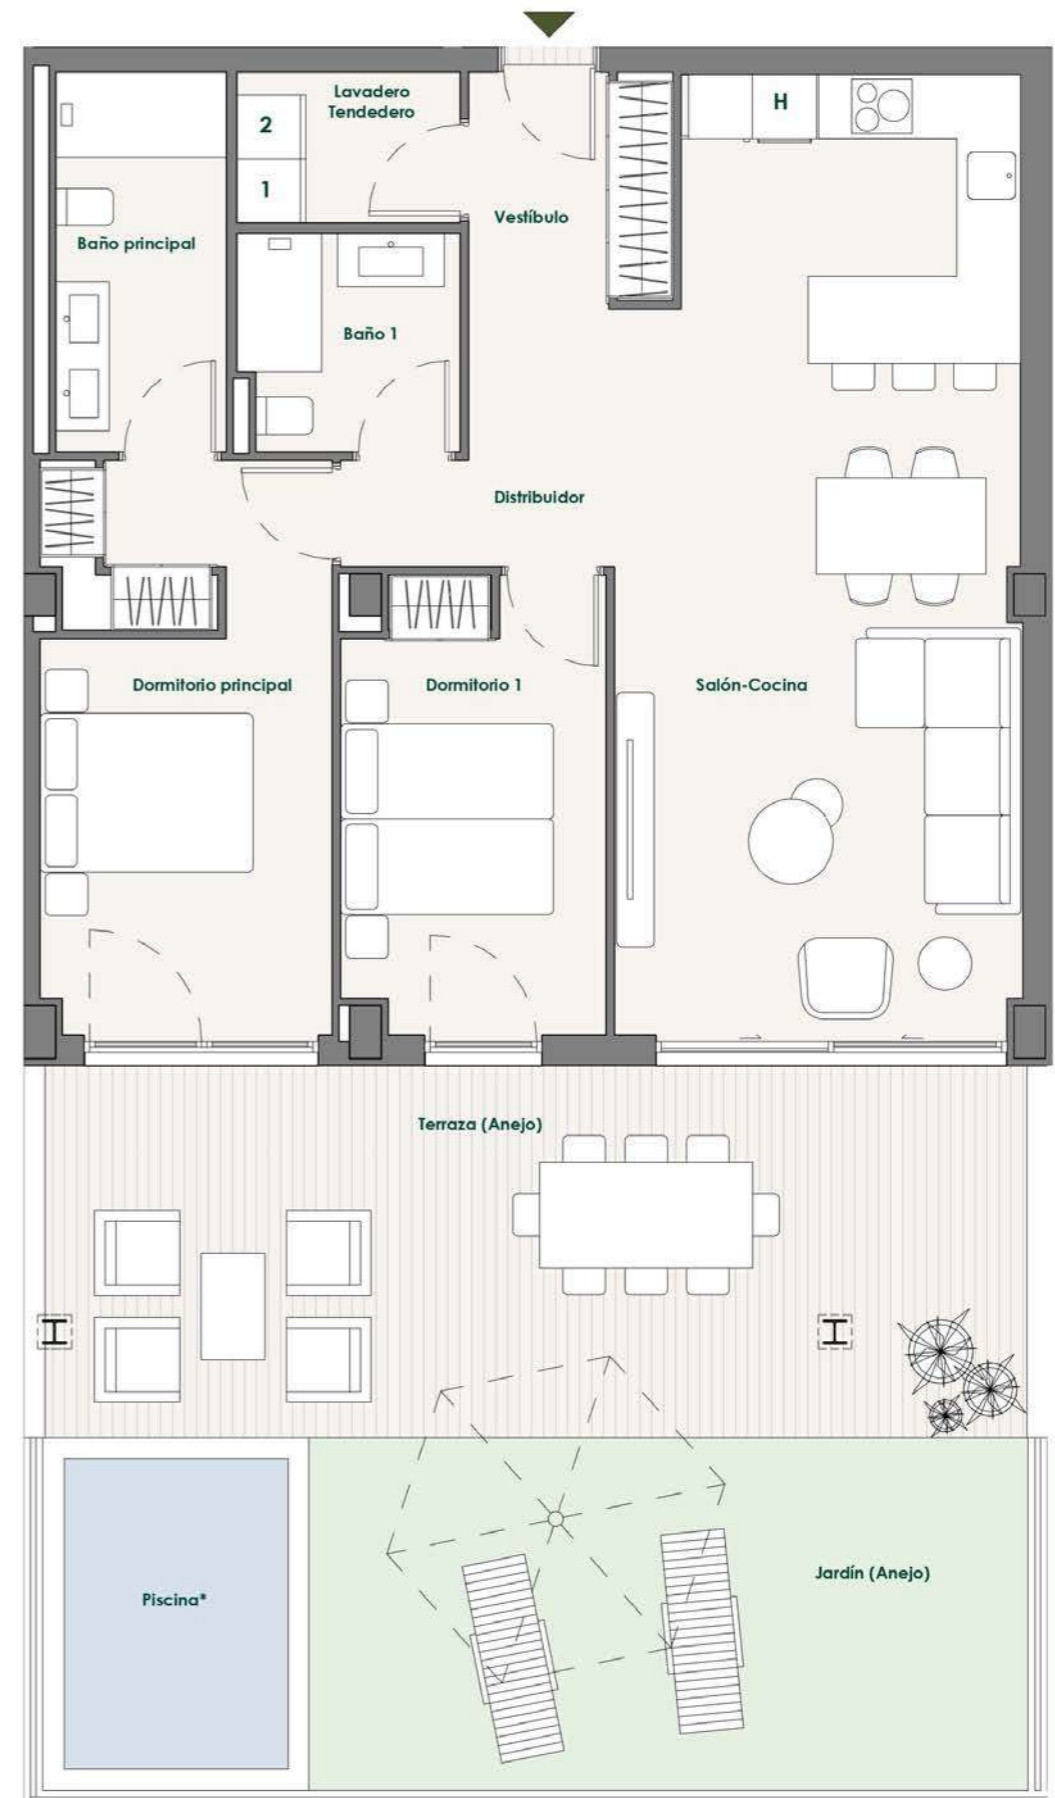 Lavadero
Tendedero
2
1
H
Vestíbulo
Baño principal
Baño 1
Distribuidor
Dormitorio principal
Dormitorio 1
Salón-Cocina
Terraza (Anejo)
Jardín (Anejo)
Piscina*